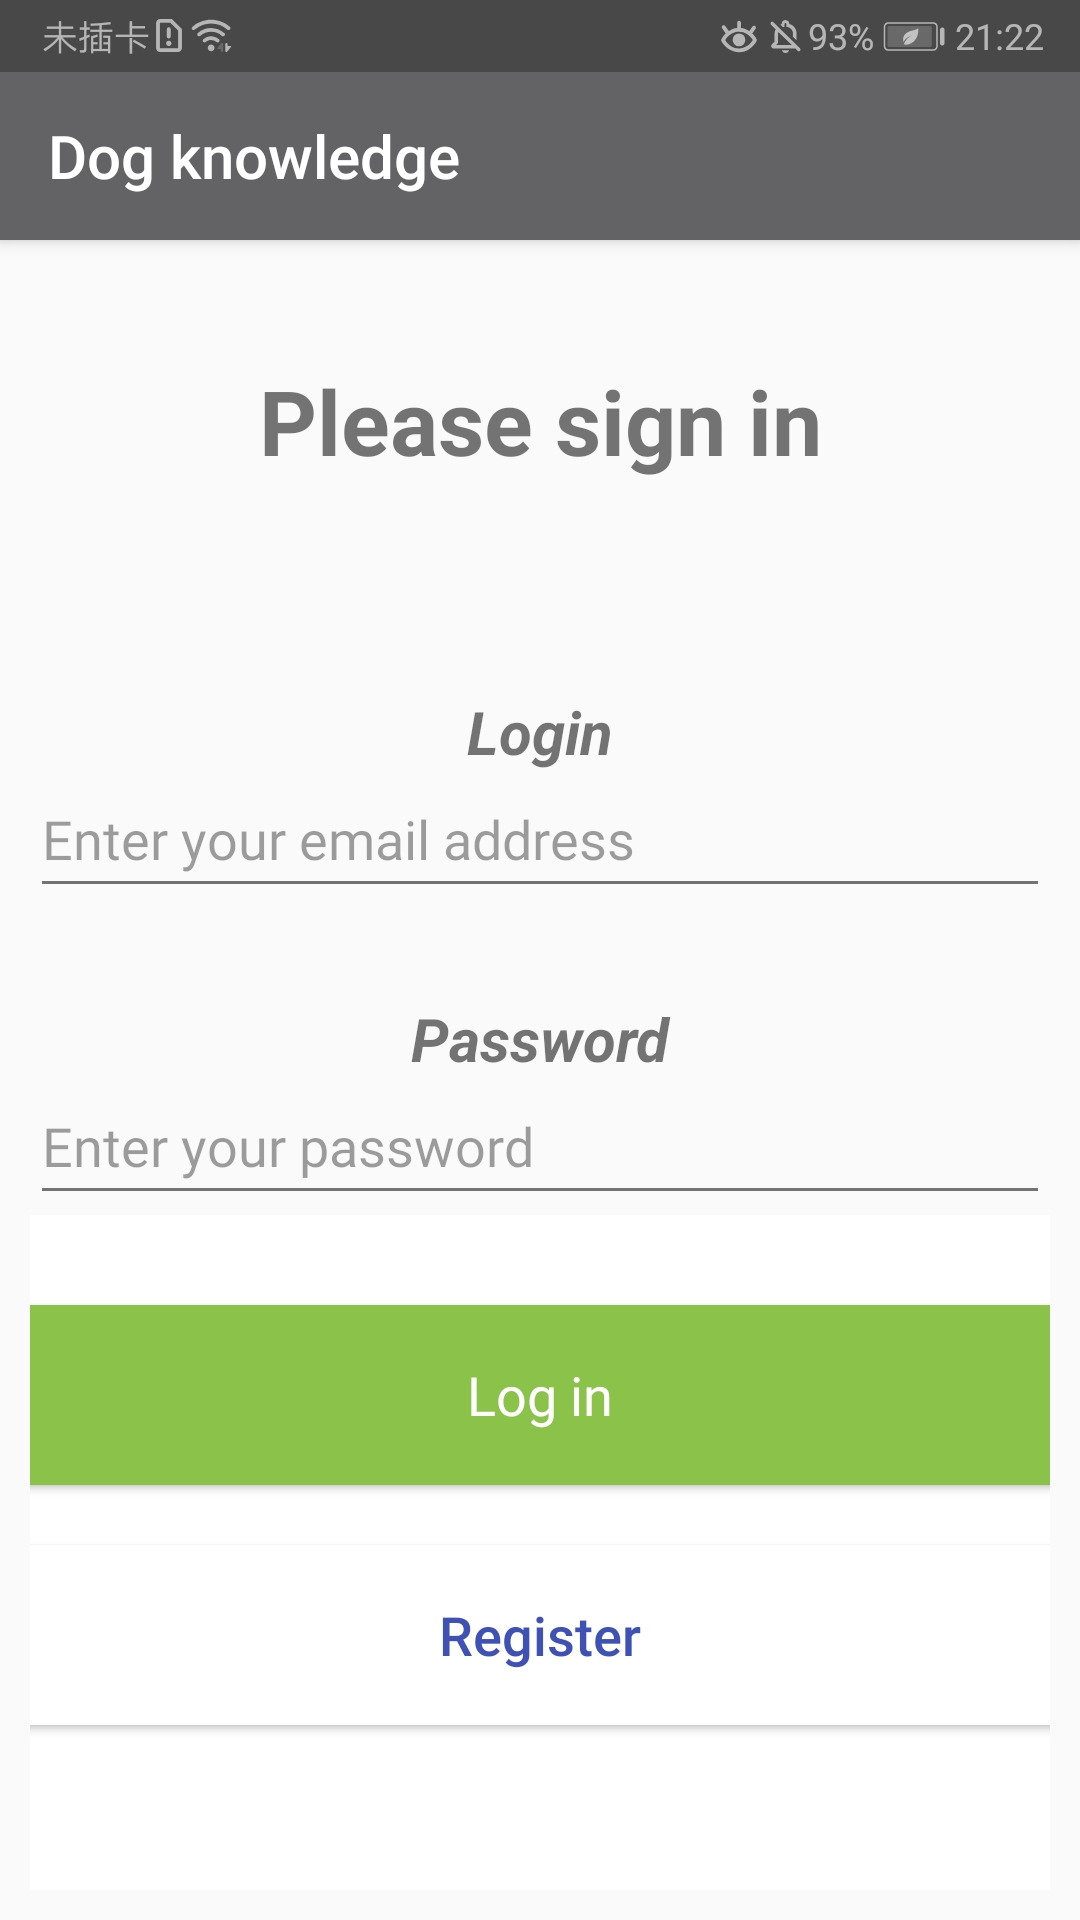 未插卡 93% 21:22
Dog knowledge
Please sign in
Login
Enter your email address
Password
Enter your password
Log in
Register